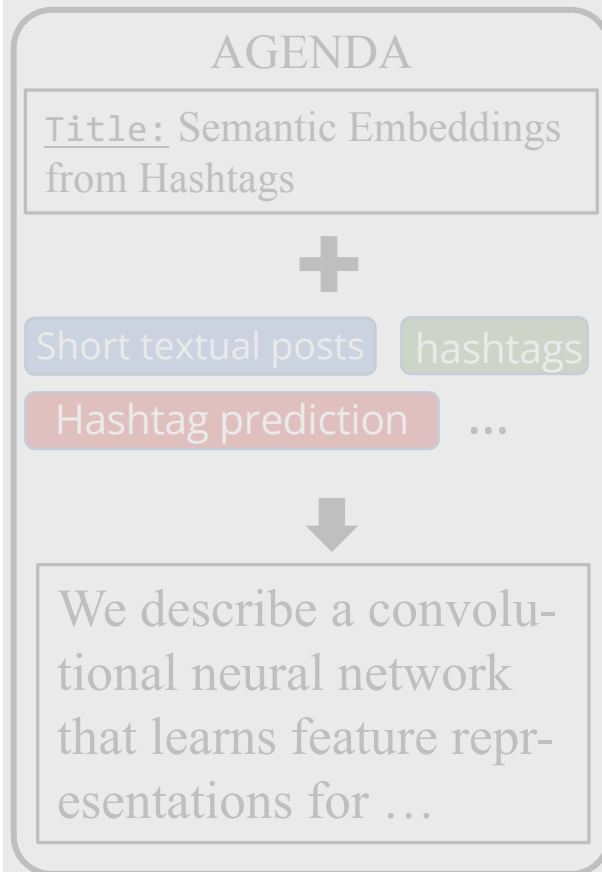 AGENDA
Title: Semantic Embeddings
from Hashtags
Short textual posts hashtags
Hashtag prediction ...
We describe a convolu-
tional neural network
that learns feature repr-
esentations for …